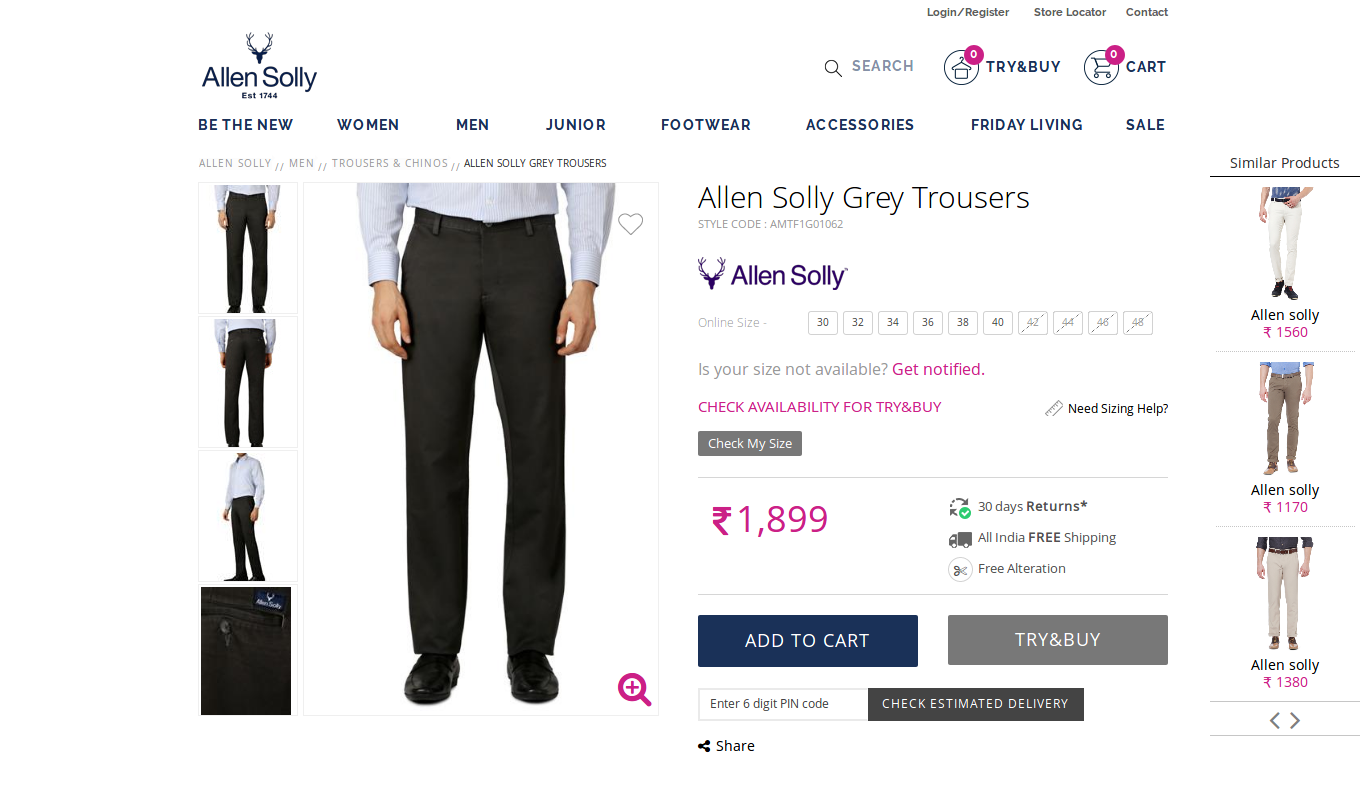 Login/Register Store Locator Contact
Allen Solly
Est 1744
SEARCH 0 TRY&BUY 0 CART
BE THE NEW WOMEN MEN JUNIOR FOOTWEAR ACCESSORIES FRIDAY LIVING SALE
ALLEN SOLLY // MEN // TROUSERS & CHINOS // ALLEN SOLLY GREY TROUSERS
Allen Solly Grey Trousers
STYLE CODE : AMTF1G01062
Allen Solly
Online Size - 30 32 34 36 38 40 42 44 46 48
Is your size not available? Get notified.
CHECK AVAILABILITY FOR TRY&BUY Need Sizing Help?
Check My Size
₹1,899
30 days Returns*
All India FREE Shipping
Free Alteration
ADD TO CART TRY&BUY
Enter 6 digit PIN code CHECK ESTIMATED DELIVERY
Share
Allen Solly
Similar Products
Allen solly
₹ 1560
Allen solly
₹ 1170
Allen solly
₹ 1380